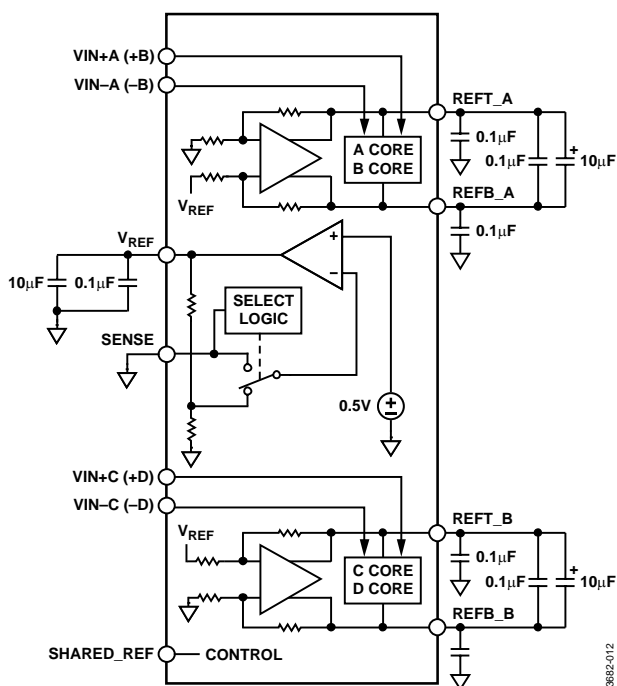 VIN+A (+B)
VIN–A (–B)
REFT_A
0.1µF
0.1µF
+
10µF
A CORE
B CORE
VREF
REFB_A
0.1µF
VREF
10µF
0.1µF
+
–
SELECT
LOGIC
SENSE
0.5V
+
–
VIN+C (+D)
VIN–C (–D)
VREF
REFT_B
0.1µF
0.1µF
+
10µF
C CORE
D CORE
REFB_B
SHARED_REF
CONTROL
3682-012